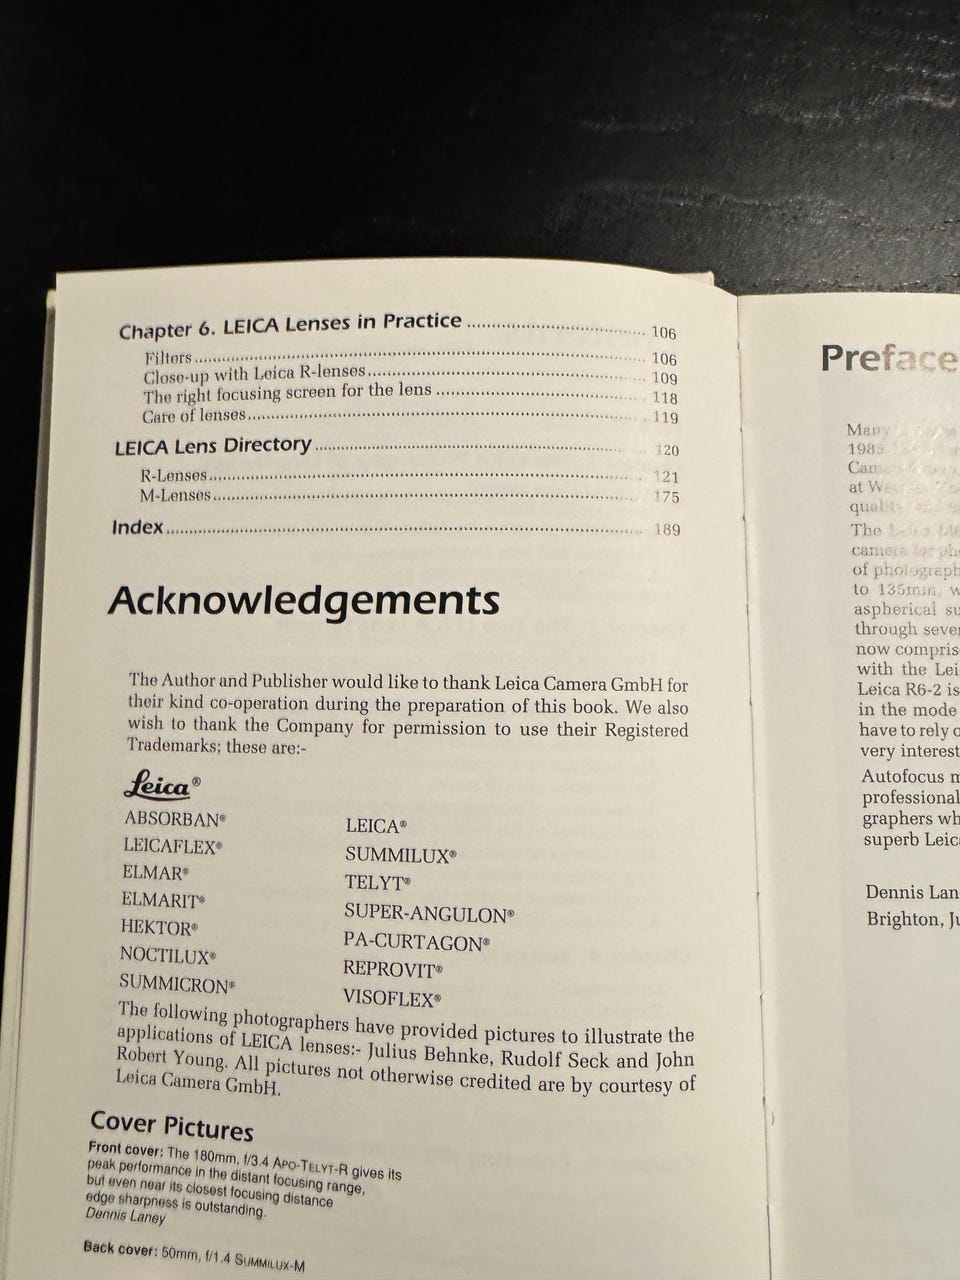 Chapter 6. LEICA Lenses in Practice .......... 106
Filters .......... 106
Close-up with Leica R-lenses .......... 109
The right focusing screen for the lens .......... 118
Care of lenses .......... 119
LEICA Lens Directory .......... 120
R-Lenses .......... 121
M-Lenses .......... 175
Index .......... 189
Acknowledgements
The Author and Publisher would like to thank Leica Camera GmbH for
their kind co-operation during the preparation of this book. We also
wish to thank the Company for permission to use their Registered
Trademarks; these are:-
Leica®
ABSORBAN®
LEICAFLEX®
ELMAR®
ELMARIT®
HEKTOR®
NOCTILUX®
SUMMICRON®
LEICA®
SUMMILUX®
TELYT®
SUPER-ANGULON®
PA-CURTAGON®
REPROVIT®
VISOFLEX®
The following photographers have provided pictures to illustrate the
applications of LEICA lenses:- Julius Behnke, Rudolf Seck and John
Robert Young. All pictures not otherwise credited are by courtesy of
Leica Camera GmbH.
Cover Pictures
Front cover: The 180mm, f/3.4 APO-TELYT-R gives its
peak performance in the distant focusing range,
but even near its closest focusing distance
edge sharpness is outstanding.
Dennis Laney
Back cover: 50mm, f/1.4 SUMMILUX-M
Preface
Many
1985
Cam
at W
qual
The
camera
of photograph
to 135mm, w
aspherical su
through seve
now compris
with the Lei
Leica R6-2 is
in the mode
have to rely o
very interest
Autofocus m
professional
graphers wh
superb Leic
Dennis Lan
Brighton, Ju